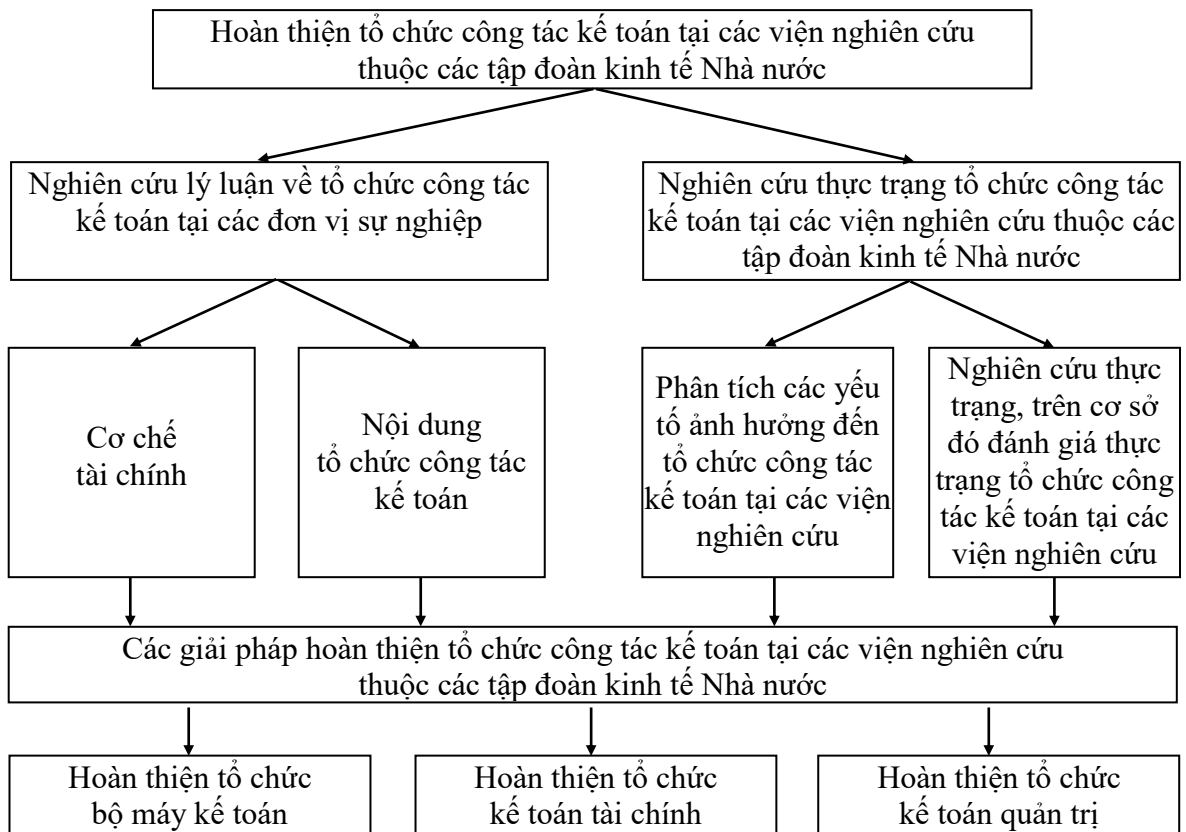 Hoàn thiện tổ chức công tác kế toán tại các viện nghiên cứu
thuộc các tập đoàn kinh tế Nhà nước
Nghiên cứu lý luận về tổ chức công tác
kế toán tại các đơn vị sự nghiệp
Nghiên cứu thực trạng tổ chức công tác
kế toán tại các viện nghiên cứu thuộc các
tập đoàn kinh tế Nhà nước
Cơ chế
tài chính
Nội dung
tổ chức công tác
kế toán
Phân tích các yếu
tố ảnh hưởng đến
tổ chức công tác
kế toán tại các viện
nghiên cứu
Nghiên cứu thực
trạng, trên cơ sở
đó đánh giá thực
trạng tổ chức công
tác kế toán tại các
viện nghiên cứu
Các giải pháp hoàn thiện tổ chức công tác kế toán tại các viện nghiên cứu
thuộc các tập đoàn kinh tế Nhà nước
Hoàn thiện tổ chức
bộ máy kế toán
Hoàn thiện tổ chức
kế toán tài chính
Hoàn thiện tổ chức
kế toán quản trị